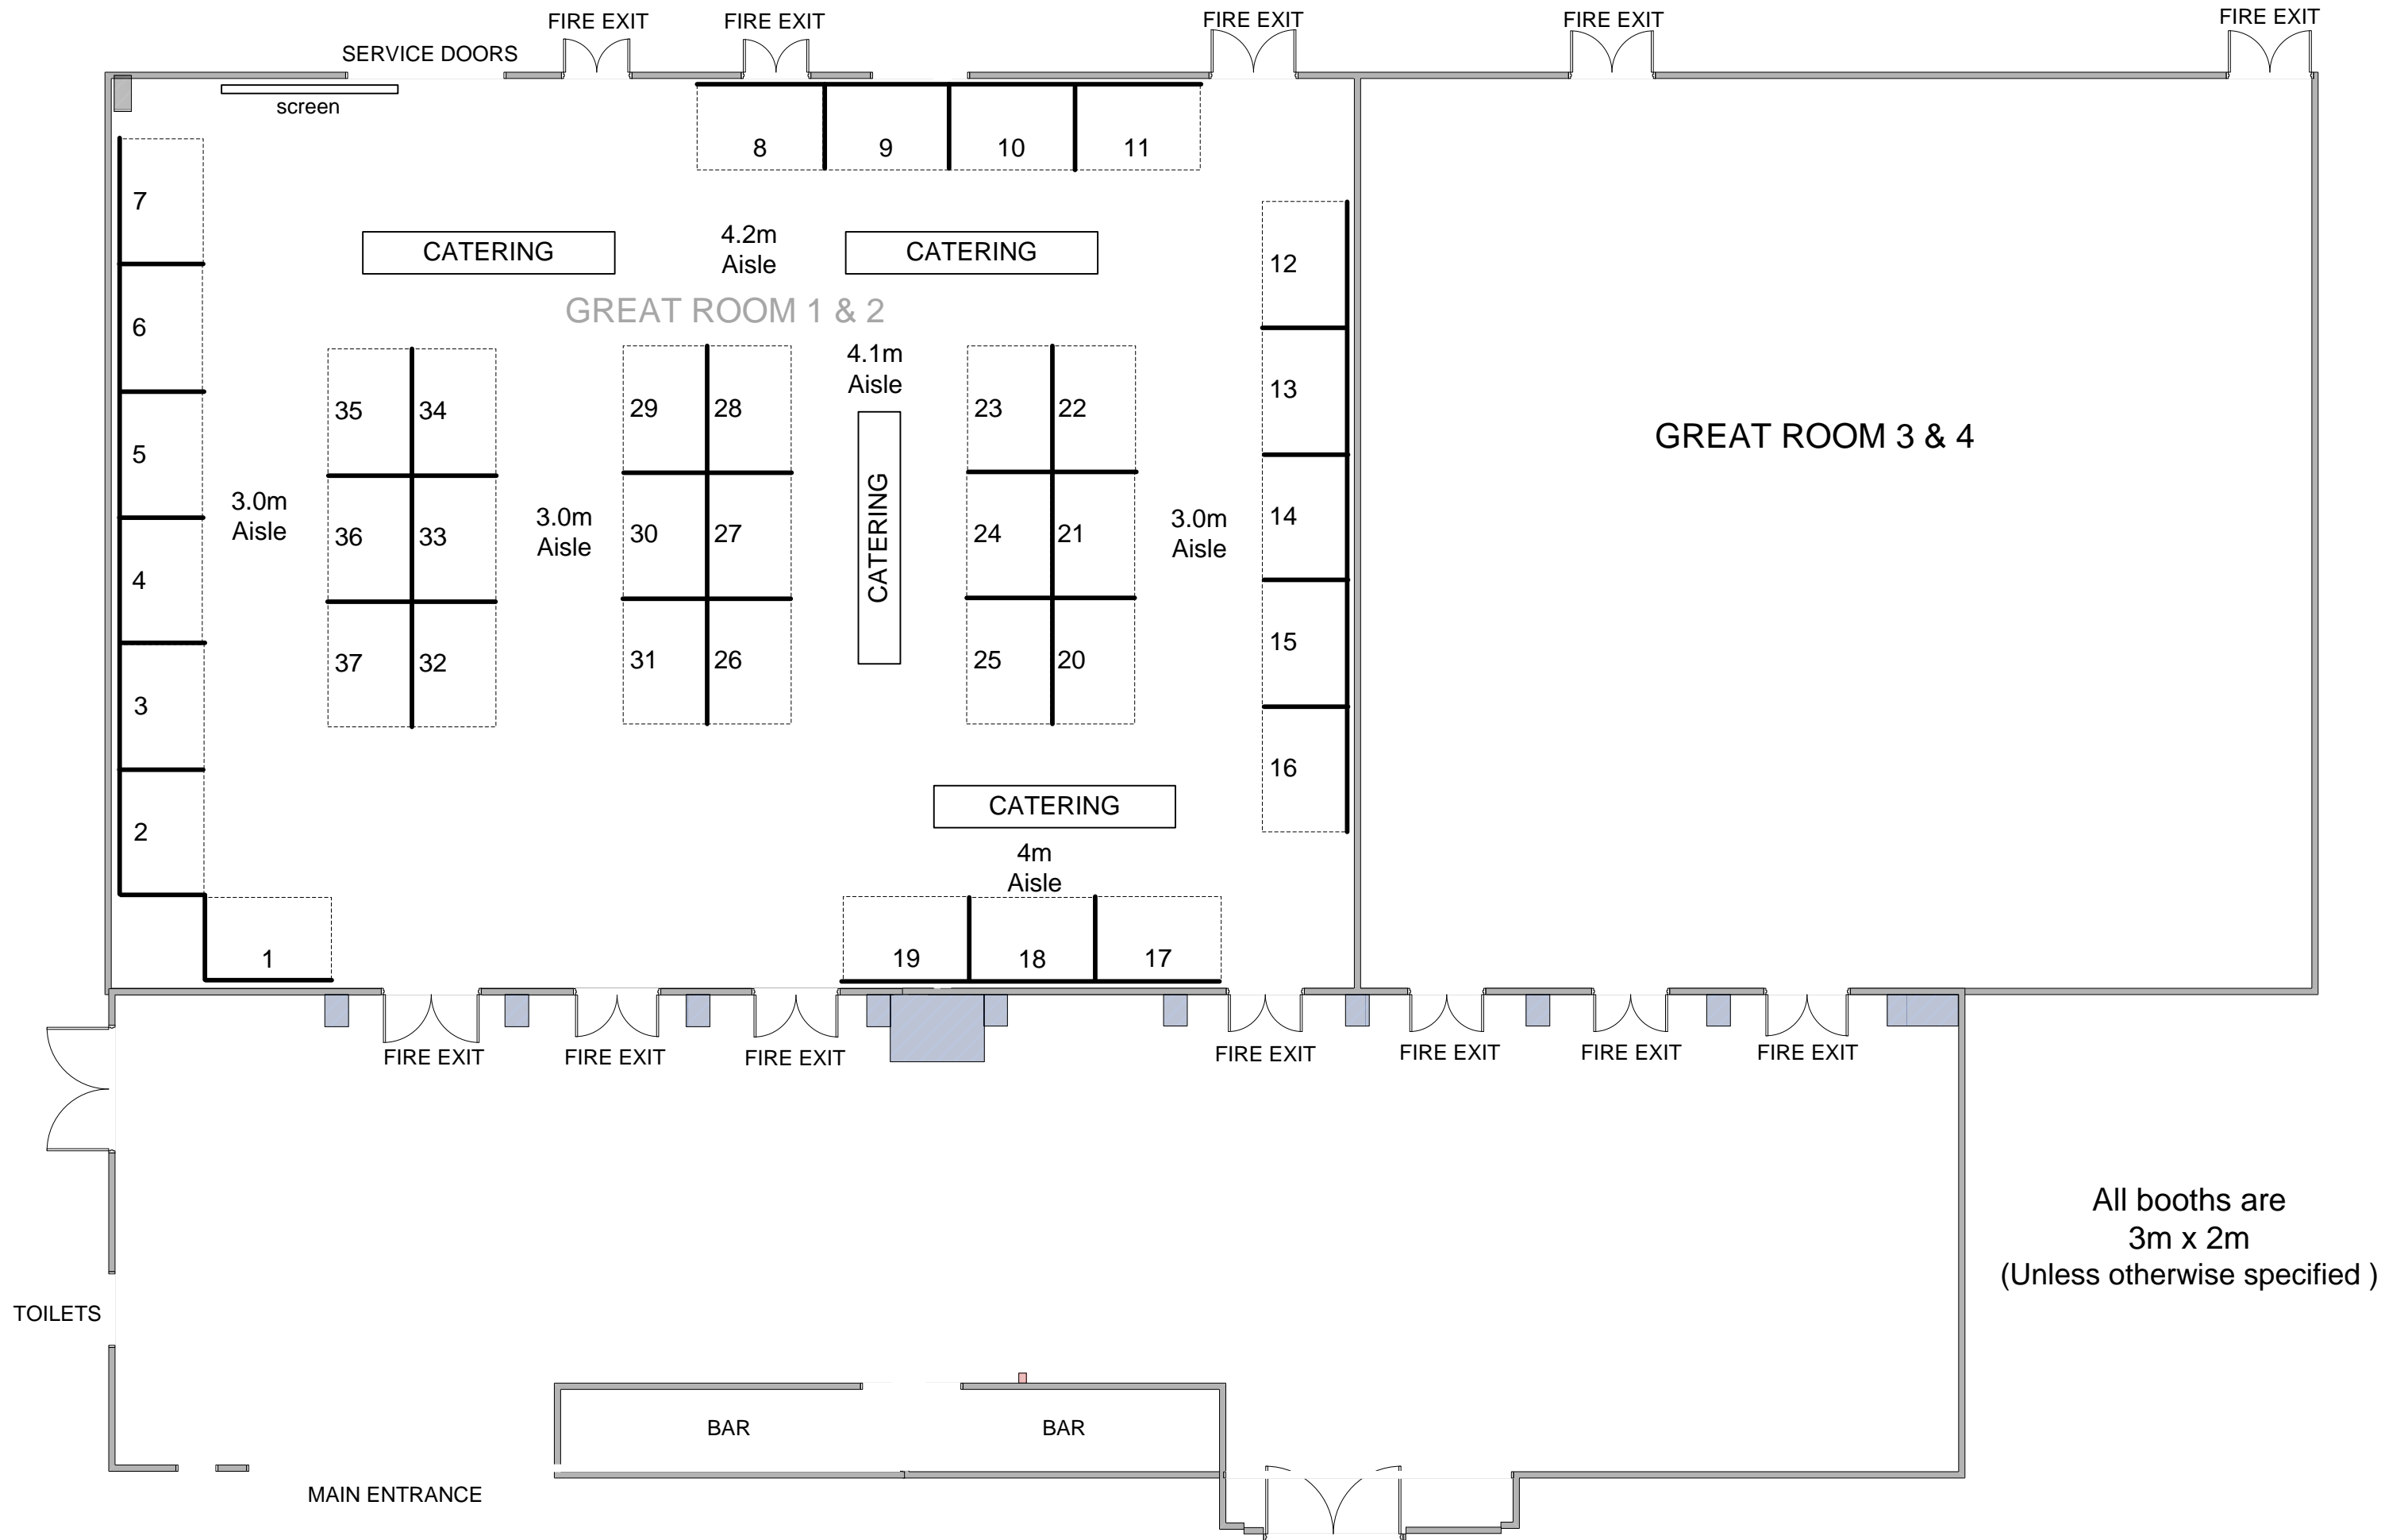 FIRE EXIT
FIRE EXIT
FIRE EXIT
FIRE EXIT
FIRE EXIT
SERVICE DOORS
screen
8
9
10
11
7
6
5
4
3
2
1
CATERING
4.2m
Aisle
CATERING
GREAT ROOM 1 & 2
4.1m
Aisle
12
13
14
15
16
35
34
36
33
37
32
29
28
30
27
31
26
23
22
24
21
25
20
3.0m
Aisle
3.0m
Aisle
CATERING
3.0m
Aisle
GREAT ROOM 3 & 4
CATERING
4m
Aisle
19
18
17
FIRE EXIT
FIRE EXIT
FIRE EXIT
FIRE EXIT
FIRE EXIT
FIRE EXIT
FIRE EXIT
All booths are
3m x 2m
(Unless otherwise specified )
TOILETS
BAR
BAR
MAIN ENTRANCE